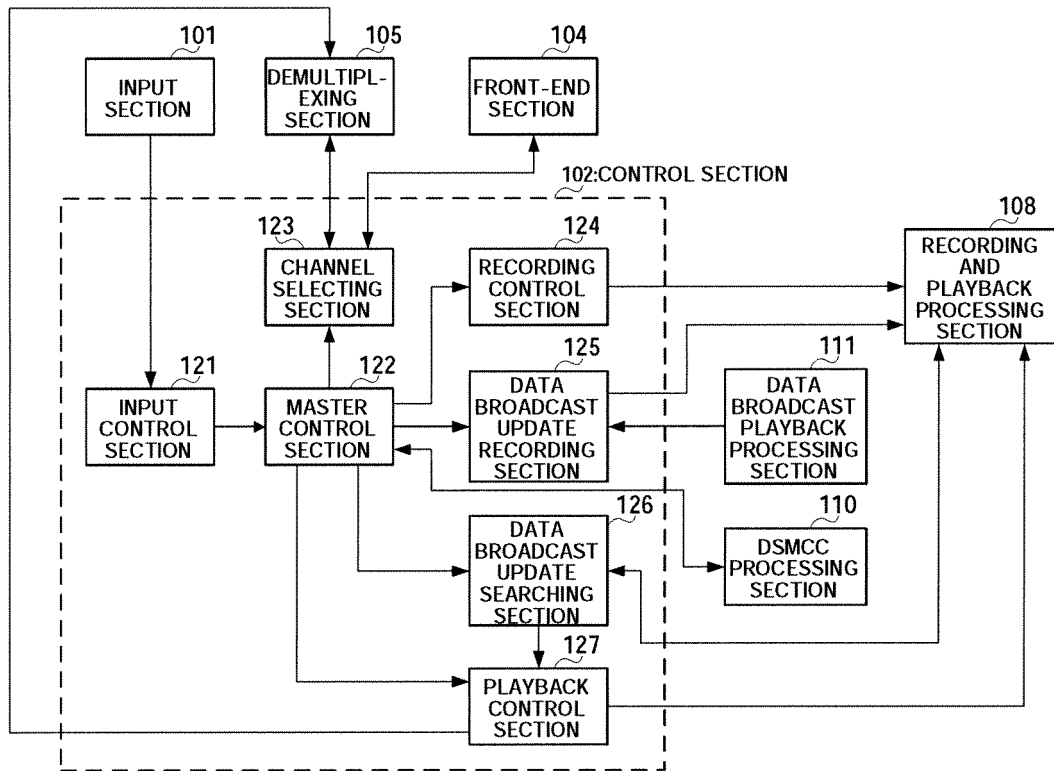 101
INPUT
SECTION
105
DEMULTIPL-
EXING
SECTION
104
FRONT-END
SECTION
102:CONTROL SECTION
123
CHANNEL
SELECTING
SECTION
124
RECORDING
CONTROL
SECTION
108
RECORDING
AND
PLAYBACK
PROCESSING
SECTION
121
INPUT
CONTROL
SECTION
122
MASTER
CONTROL
SECTION
125
DATA
BROADCAST
UPDATE
RECORDING
SECTION
111
DATA
BROADCAST
PLAYBACK
PROCESSING
SECTION
126
DATA
BROADCAST
UPDATE
SEARCHING
SECTION
110
DSMCC
PROCESSING
SECTION
127
PLAYBACK
CONTROL
SECTION